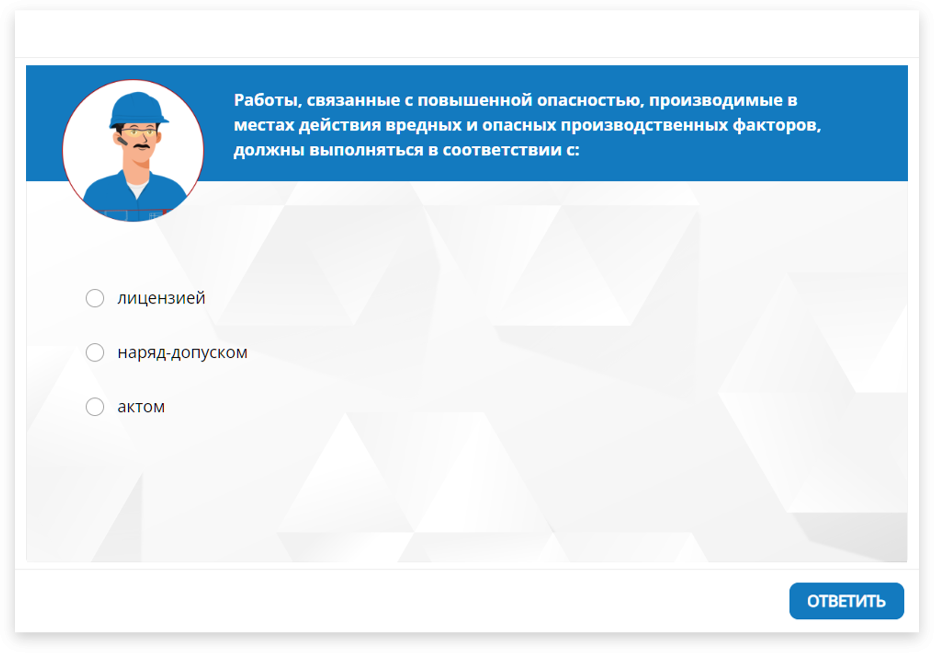 Работы, связанные с повышенной опасностью, производимые в
местах действия вредных и опасных производственных факторов,
должны выполняться в соответствии с:
лицензией
наряд-допуском
актом
ОТВЕТИТЬ